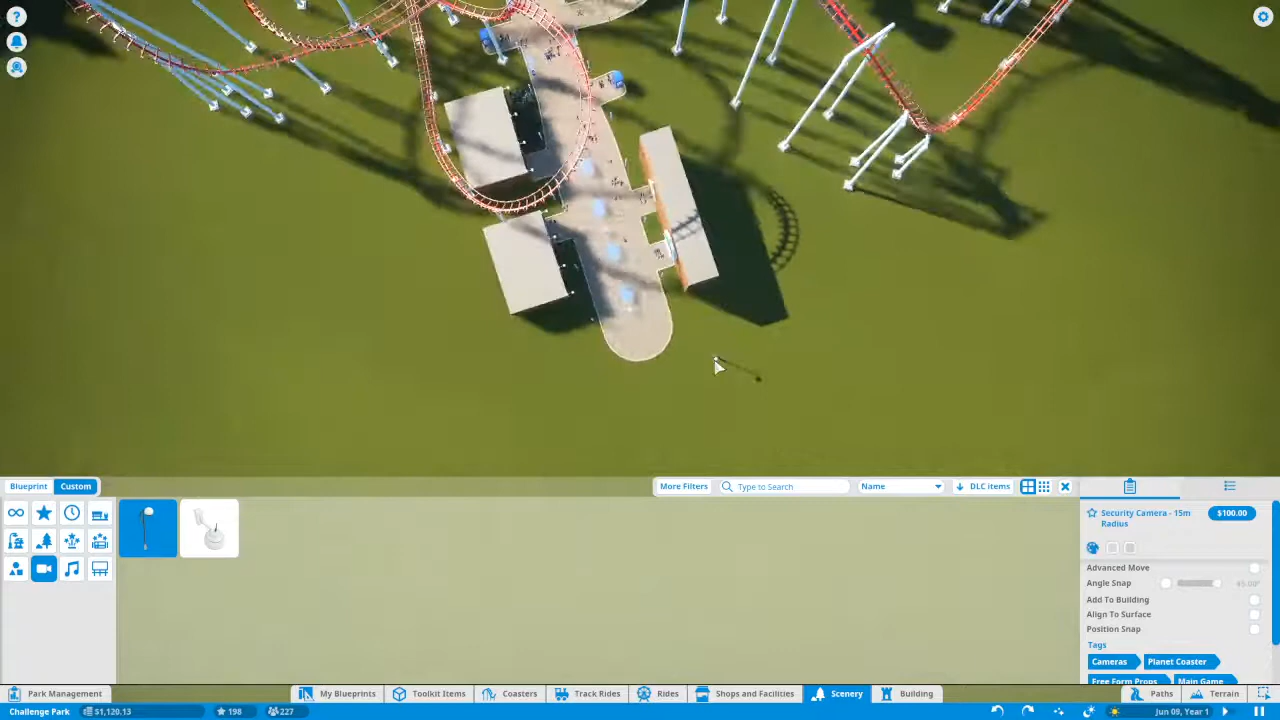 ?
Blueprint
Custom
More Filters
Type to Search
Name
DLC items
Security Camera - 15m
Radius
$100.00
Advanced Move
Angle Snap
45.00°
Add To Building
Align To Surface
Position Snap
Tags
Cameras
Planet Coaster
Free Form Props
Main Game
Park Management
My Blueprints
Toolkit Items
Coasters
Track Rides
Rides
Shops and Facilities
Scenery
Building
Paths
Terrain
Challenge Park
$1,120.13
198
227
Jun 09, Year 1